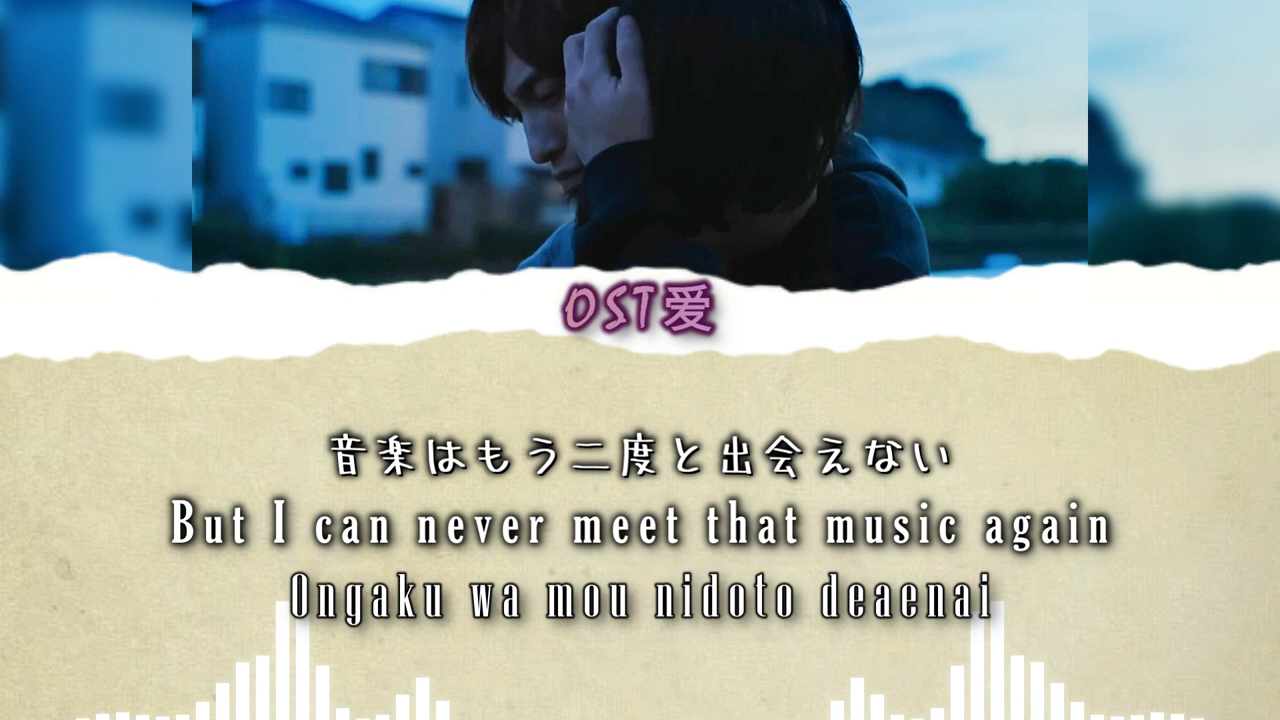 OST爱
音楽はもう二度と出会えない
But I can never meet that music again
Ongaku wa mou nidoto deaenai